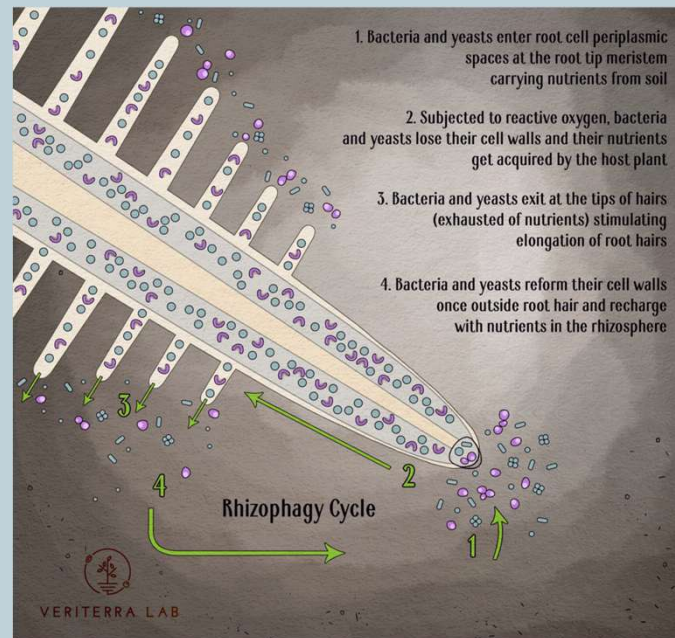 1. Bacteria and yeasts enter root cell periplasmic
spaces at the root tip meristem
carrying nutrients from soil
2. Subjected to reactive oxygen, bacteria
and yeasts lose their cell walls and their nutrients
get acquired by the host plant
3. Bacteria and yeasts exit at the tips of hairs
(exhausted of nutrients) stimulating
elongation of root hairs
4. Bacteria and yeasts reform their cell walls
once outside root hair and recharge
with nutrients in the rhizosphere
3
2
4
Rhizophagy Cycle
1
VERITERRA LAB